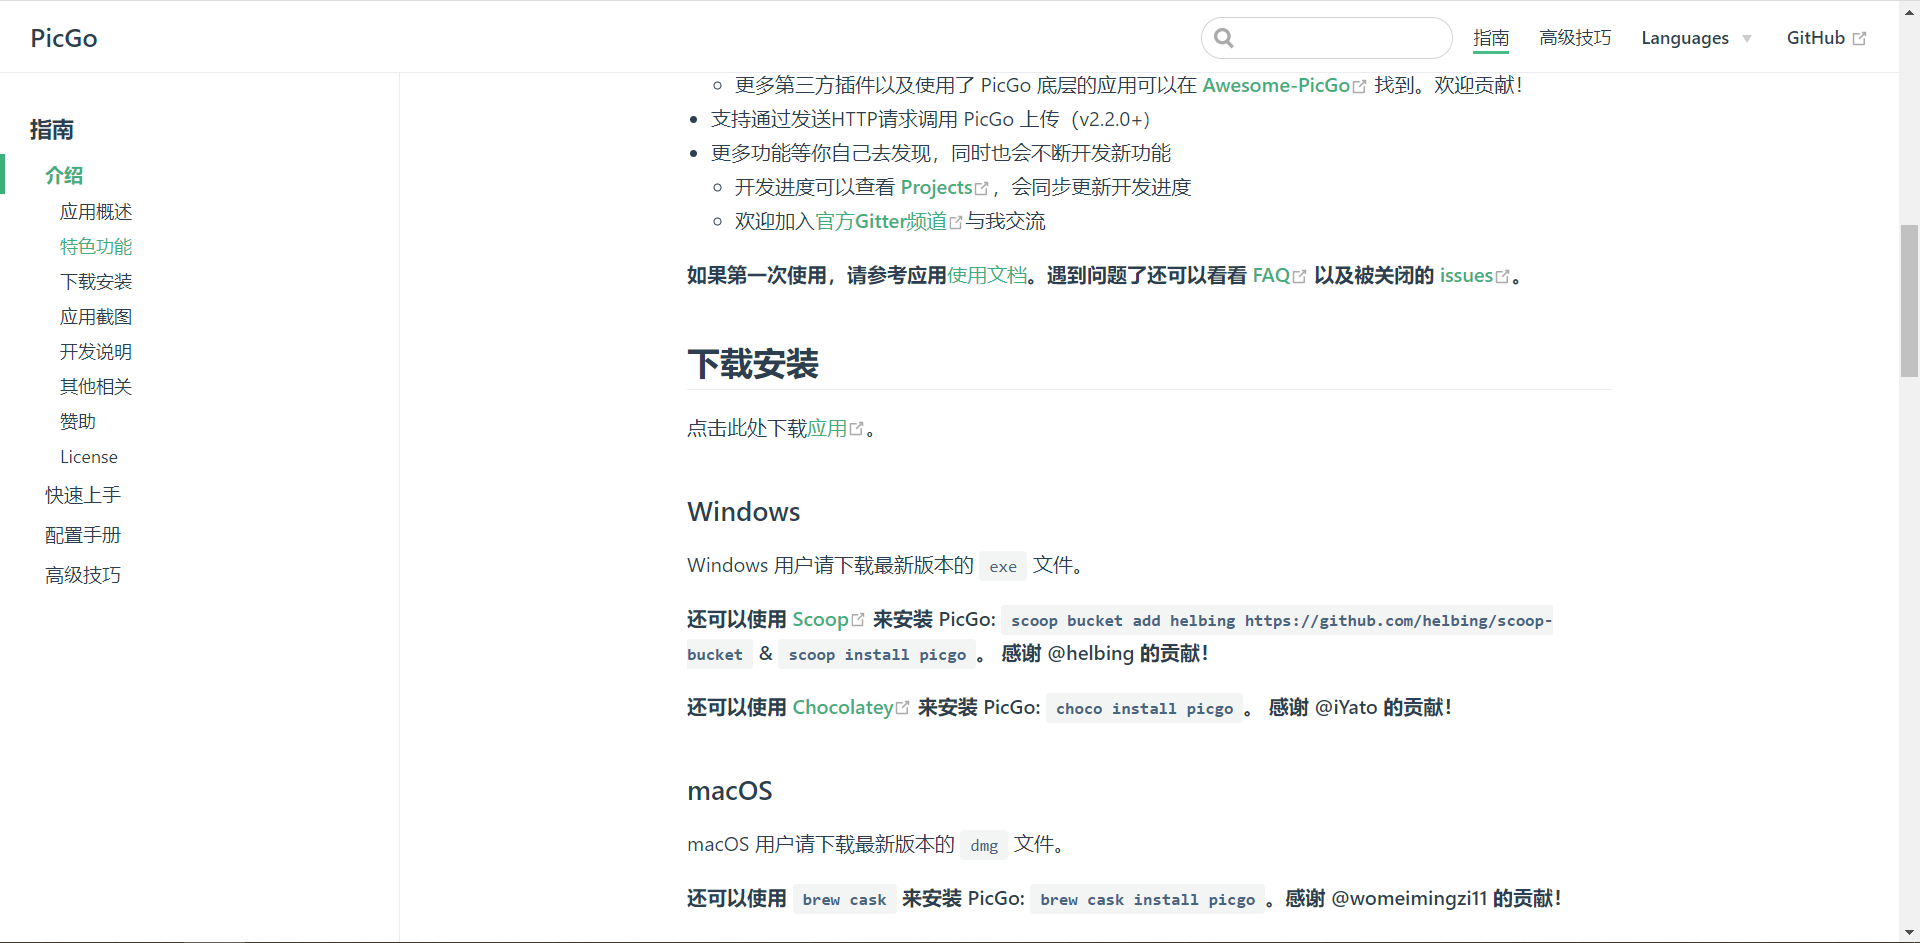 PicGo
指南 高级技巧 Languages GitHub
指南
介绍
应用概述
特色功能
下载安装
应用截图
开发说明
其他相关
赞助
License
快速上手
配置手册
高级技巧
更多第三方插件以及使用了 PicGo 底层的应用可以在 Awesome-PicGo 找到。欢迎贡献！
支持通过发送HTTP请求调用 PicGo 上传（v2.2.0+）
更多功能等你自己去发现，同时也会不断开发新功能
开发进度可以查看 Projects，会同步更新开发进度
欢迎加入官方Gitter频道与我交流
如果第一次使用，请参考应用使用文档。遇到问题了还可以看看 FAQ 以及被关闭的 issues。
下载安装
点击此处下载应用。
Windows
Windows 用户请下载最新版本的 exe 文件。
还可以使用 Scoop 来安装 PicGo: scoop bucket add helbing https://github.com/helbing/scoop-
bucket & scoop install picgo 。 感谢 @helbing 的贡献！
还可以使用 Chocolatey 来安装 PicGo: choco install picgo 。 感谢 @iYato 的贡献！
macOS
macOS 用户请下载最新版本的 dmg 文件。
还可以使用 brew cask 来安装 PicGo: brew cask install picgo 。感谢 @womeimingzi11 的贡献！